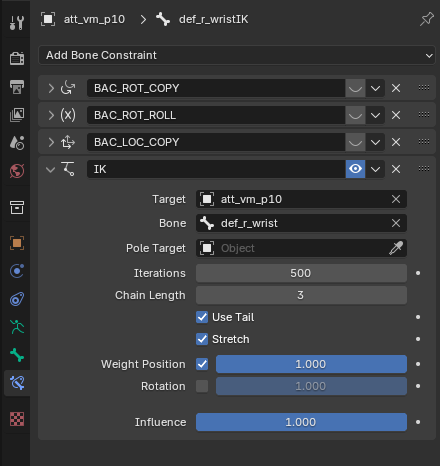 att_vm_p10 def_r_wristIK
Add Bone Constraint
BAC_ROT_COPY
(x) BAC_ROT_ROLL
BAC_LOC_COPY
IK
Target att_vm_p10
Bone def_r_wrist
Pole Target Object
Iterations 500
Chain Length 3
Use Tail
Stretch
Weight Position 1.000
Rotation 1.000
Influence 1.000